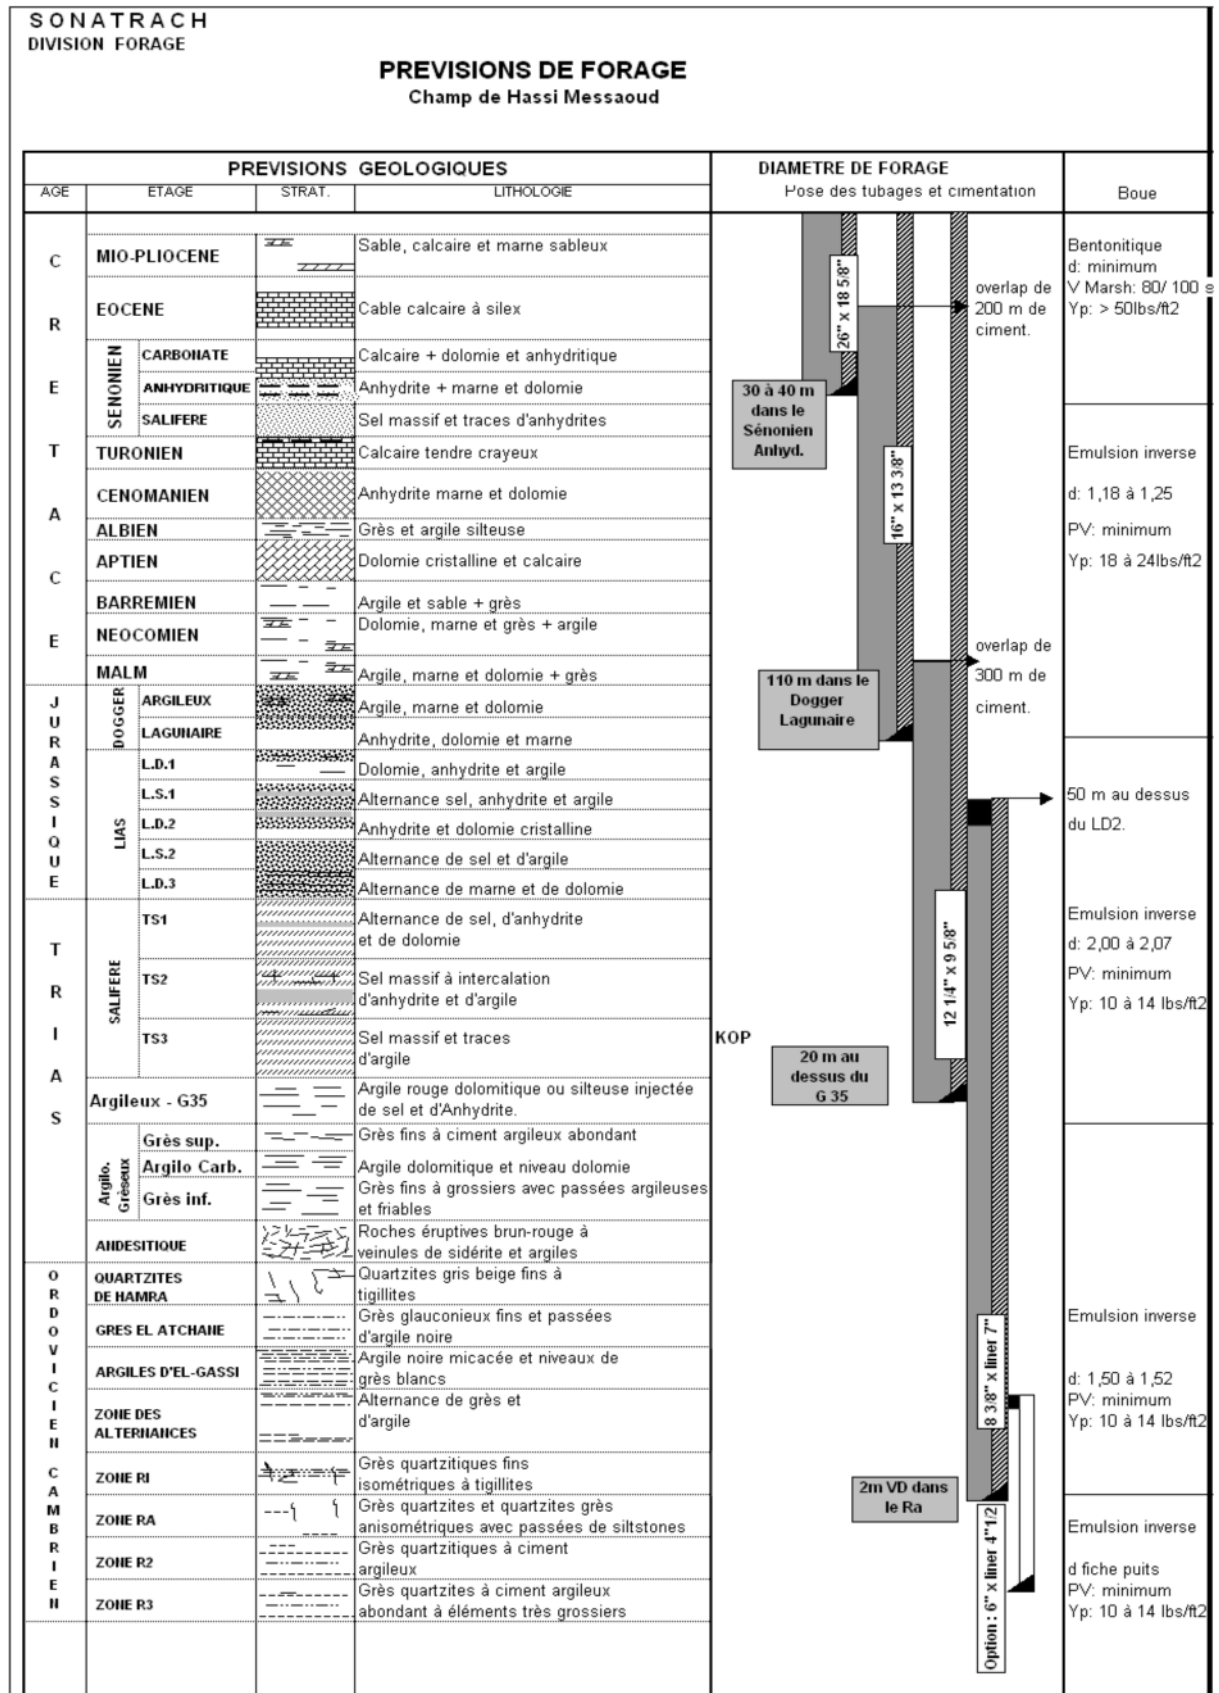 SONATRACH
DIVISION FORAGE
PREVISIONS DE FORAGE
Champ de Hassi Messaoud
PREVISIONS GEOLOGIQUES
DIAMETRE DE FORAGE
AGE
ETAGE
STRAT.
LITHOLOGIE
Pose des tubages et cimentation
Boue
CRETACE
MIO-PLIOCENE
Sable, calcaire et marne sableux
EOCENE
Cable calcaire à silex
SENONIEN
CARBONATE
Calcaire + dolomie et anhydritique
ANHYDRITIQUE
Anhydrite + marne et dolomie
SALIFERE
Sel massif et traces d'anhydrites
TURONIEN
Calcaire tendre crayeux
CENOMANIEN
Anhydrite marne et dolomie
ALBIEN
Grès et argile silteuse
APTIEN
Dolomie cristalline et calcaire
BARREMIEN
Argile et sable + grès
NEOCOMIEN
Dolomie, marne et grès + argile
MALM
Argile, marne et dolomie + grès
JURASSIQUE
DOGGER
ARGILEUX
Argile, marne et dolomie
LAGUNAIRE
Anhydrite, dolomie et marne
LIAS
L.D.1
Dolomie, anhydrite et argile
L.S.1
Alternance sel, anhydrite et argile
L.D.2
Anhydrite et dolomie cristalline
L.S.2
Alternance de sel et d'argile
L.D.3
Alternance de marne et de dolomie
TRIAS
SALIFERE
TS1
Alternance de sel, d'anhydrite
et de dolomie
TS2
Sel massif à intercalation
d'anhydrite et d'argile
TS3
Sel massif et traces
d'argile
Argileux - G35
Argile rouge dolomitique ou silteuse injectée
de sel et d'Anhydrite.
Argilo.
Grèseux
Grès sup.
Grès fins à ciment argileux abondant
Argilo Carb.
Argile dolomitique et niveau dolomie
Grès inf.
Grès fins à grossiers avec passées argileuses
et friables
ANDESITIQUE
Roches éruptives brun-rouge à
veinules de sidérite et argiles
ORDOVICIEN
QUARTZITES
DE HAMRA
Quartzites gris beige fins à
tigillites
GRES EL ATCHANE
Grès glauconieux fins et passées
d'argile noire
ARGILES D'EL-GASSI
Argile noire micacée et niveaux de
grès blancs
ZONE DES
ALTERNANCES
Alternance de grès et
d'argile
CAMBRIEN
ZONE RI
Grès quartzitiques fins
isométriques à tigillites
ZONE RA
Grès quartzites et quartzites grès
anisométriques avec passées de siltstones
ZONE R2
Grès quartzitiques à ciment
argileux
ZONE R3
Grès quartzites à ciment argileux
abondant à éléments très grossiers
26" x 18 5/8"
overlap de
200 m de
ciment.
30 à 40 m
dans le
Sénonien
Anhyd.
16" x 13 3/8"
overlap de
300 m de
ciment.
110 m dans le
Dogger
Lagunaire
12 1/4" x 9 5/8"
KOP
20 m au
dessus du
G 35
8 3/8" x liner 7"
2m VD dans
le Ra
Option : 6" x liner 4"1/2
Bentonitique
d: minimum
V Marsh: 80/ 100 s
Yp: > 50lbs/ft2
Emulsion inverse
d: 1,18 à 1,25
PV: minimum
Yp: 18 à 24lbs/ft2
50 m au dessus
du LD2.
Emulsion inverse
d: 2,00 à 2,07
PV: minimum
Yp: 10 à 14 lbs/ft2
Emulsion inverse
d: 1,50 à 1,52
PV: minimum
Yp: 10 à 14 lbs/ft2
Emulsion inverse
d fiche puits
PV: minimum
Yp: 10 à 14 lbs/ft2